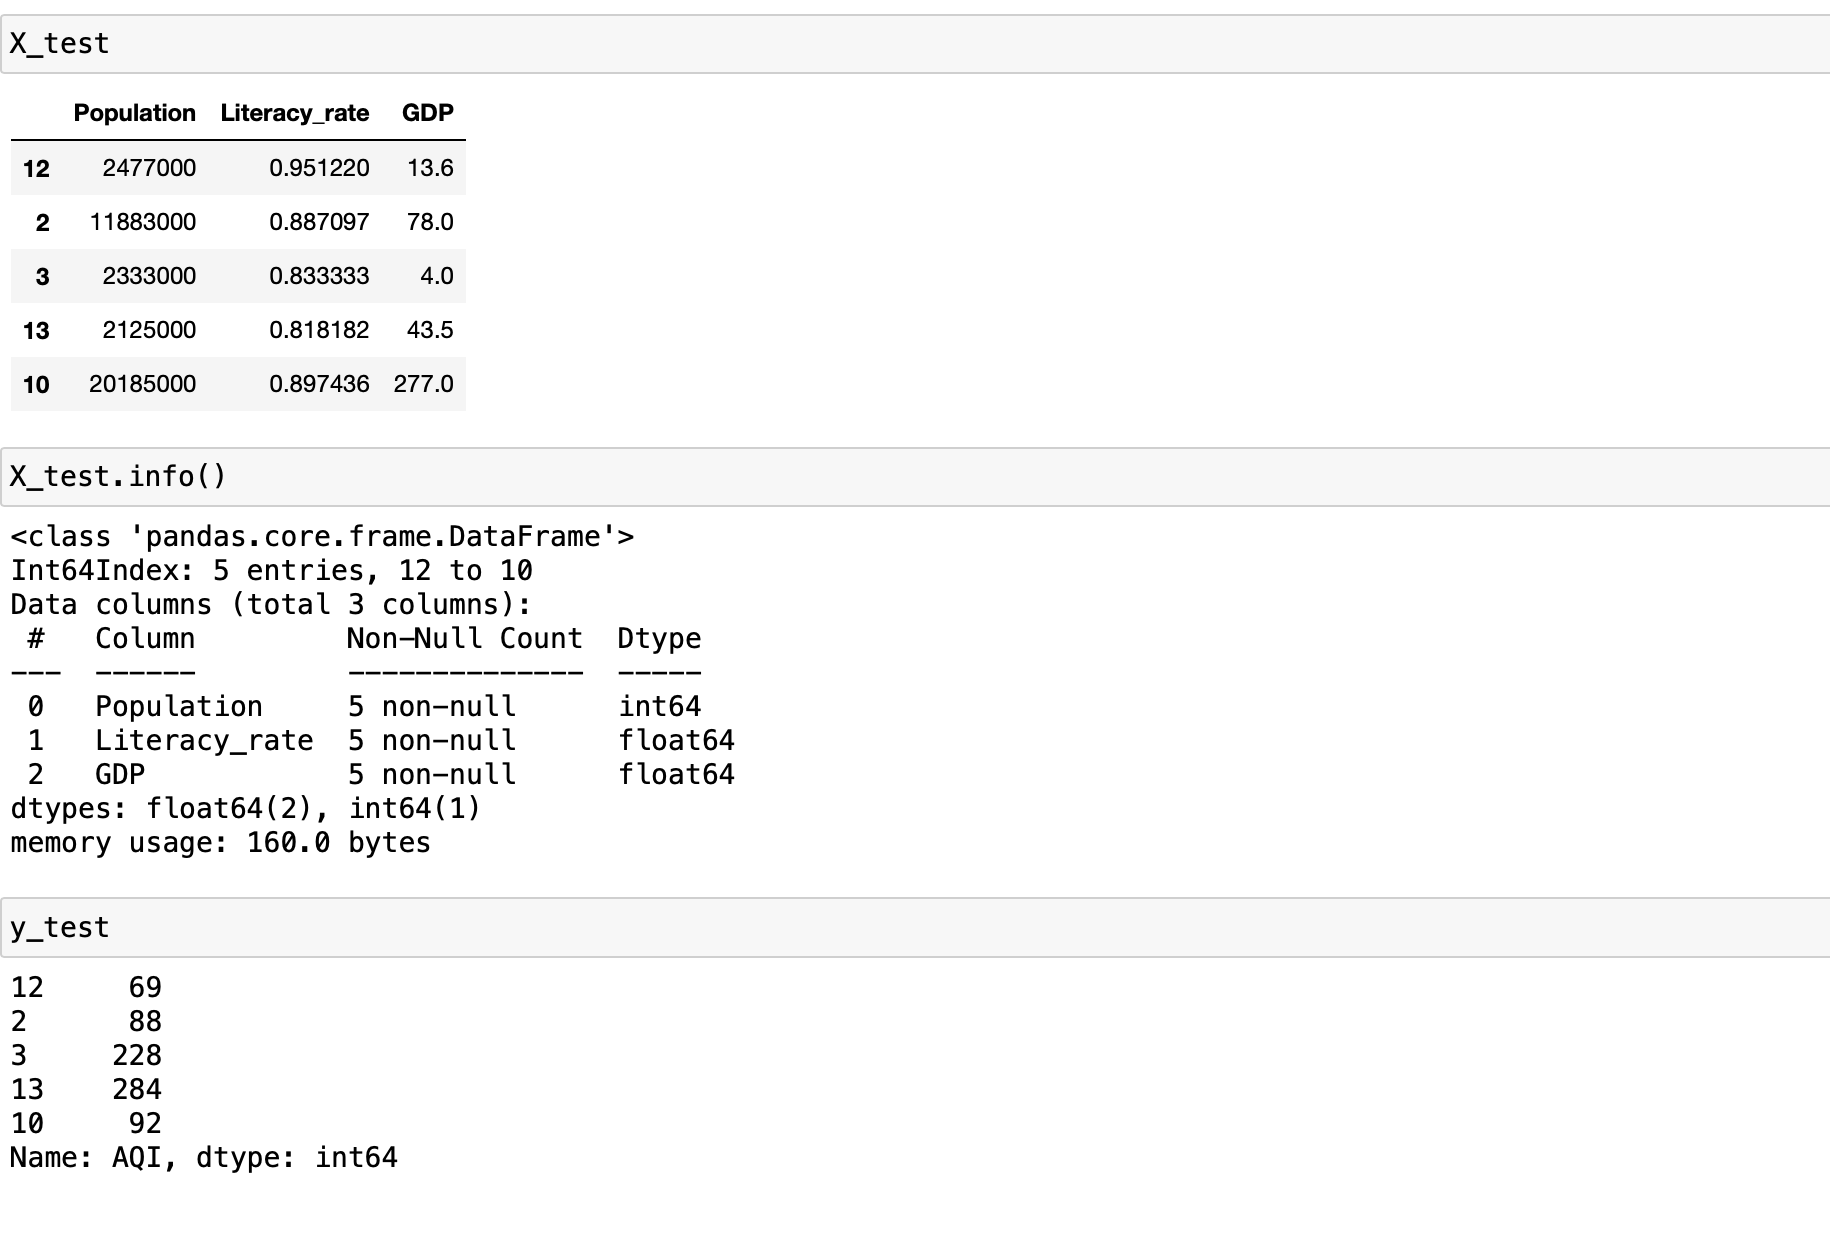 X_test
Population Literacy_rate GDP
12 2477000 0.951220 13.6
2 11883000 0.887097 78.0
3 2333000 0.833333 4.0
13 2125000 0.818182 43.5
10 20185000 0.897436 277.0
X_test.info()
<class 'pandas.core.frame.DataFrame'>
Int64Index: 5 entries, 12 to 10
Data columns (total 3 columns):
 #   Column         Non-Null Count  Dtype
---  ------         --------------  -----
 0   Population     5 non-null      int64
 1   Literacy_rate  5 non-null      float64
 2   GDP            5 non-null      float64
dtypes: float64(2), int64(1)
memory usage: 160.0 bytes
y_test
12     69
2      88
3     228
13    284
10     92
Name: AQI, dtype: int64